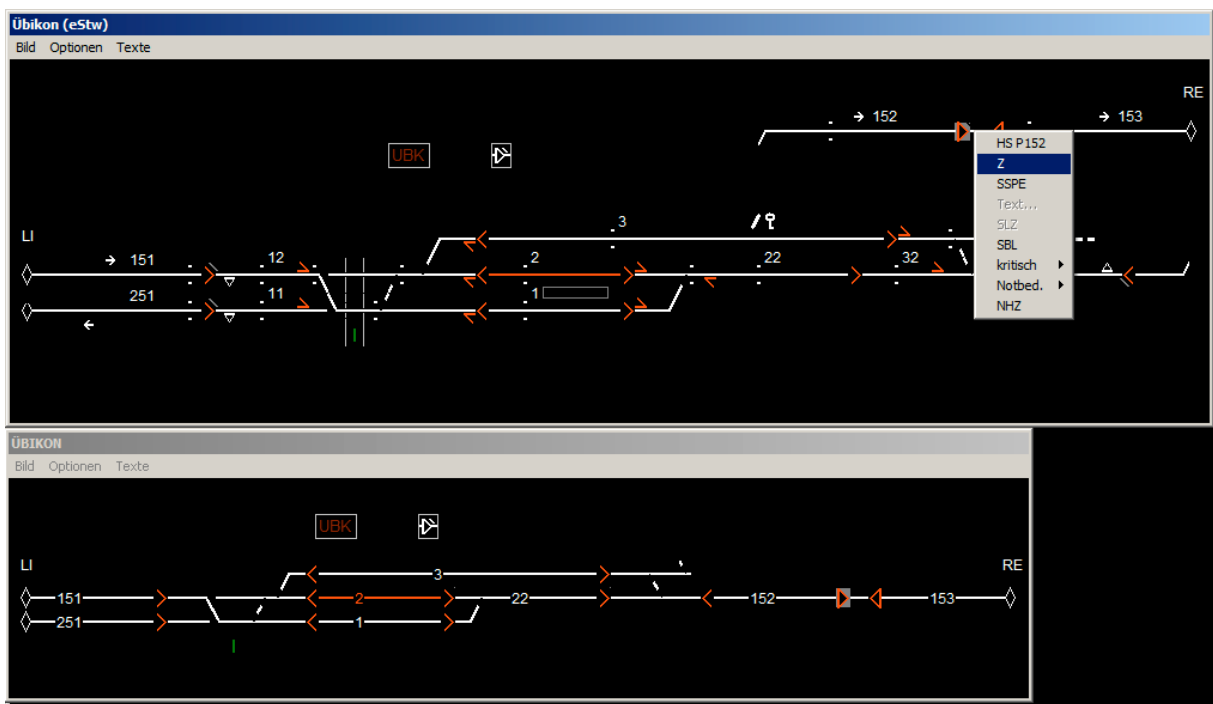 Übikon (eStw)
Bild Optionen Texte
RE
152 153
UBK
HS P152
Z
SSPE
Text...
SLZ
SBL
kritisch
Notbed.
NHZ
3
LI
151 12 2 22 32
251 11 1
ÜBIKON
Bild Optionen Texte
UBK
LI RE
3
151 2 22 152 153
251 1